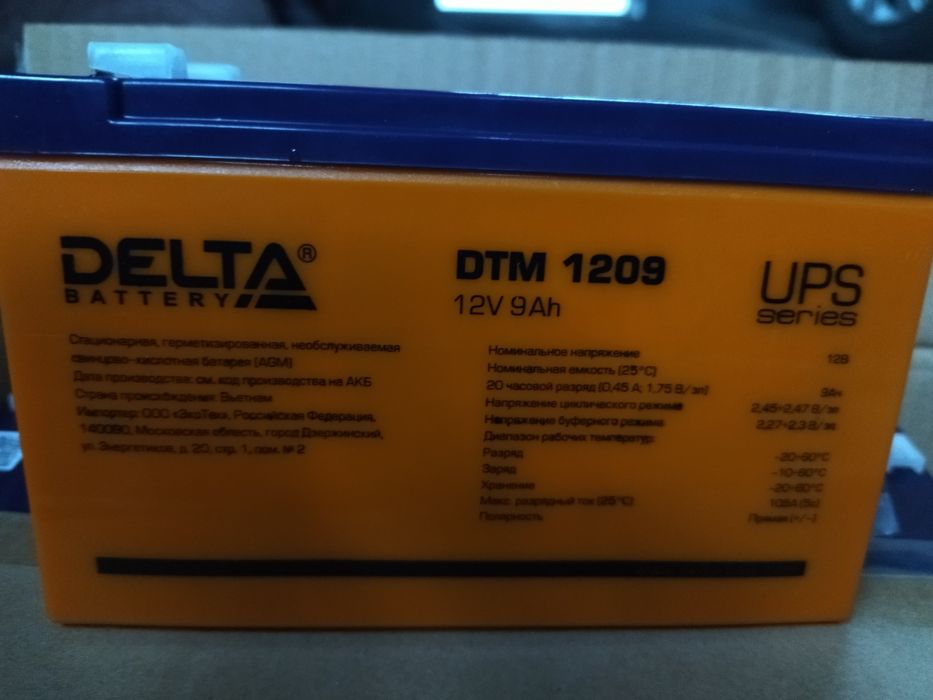 DELTA®
BATTERY
DTM 1209
12V 9Ah
UPS
series
Стационарная, герметизированная, необслуживаемая
свинцово-кислотная батарея (AGM)
Дата производства: см. код производства на АКБ
Страна происхождения: Вьетнам
Импортер: ООО «ЭкоТех», Российская Федерация,
140090, Московская область, город Дзержинский,
ул. Энергетиков, д. 20, стр. 1, пом. № 2
Номинальное напряжение 12В
Номинальная емкость (25°C)
20 часовой разряд (0,45 А; 1,75 В/эл) 9Ач
Напряжение циклического режима 2,45÷2,47 В/эл
Напряжение буферного режима 2,27÷2,3 В/эл
Диапазон рабочих температур:
Разряд -20÷60°C
Заряд -10÷60°C
Хранение -20÷60°C
Макс. разрядный ток (25°C) (5с)
Полярность Прямая (+/-)